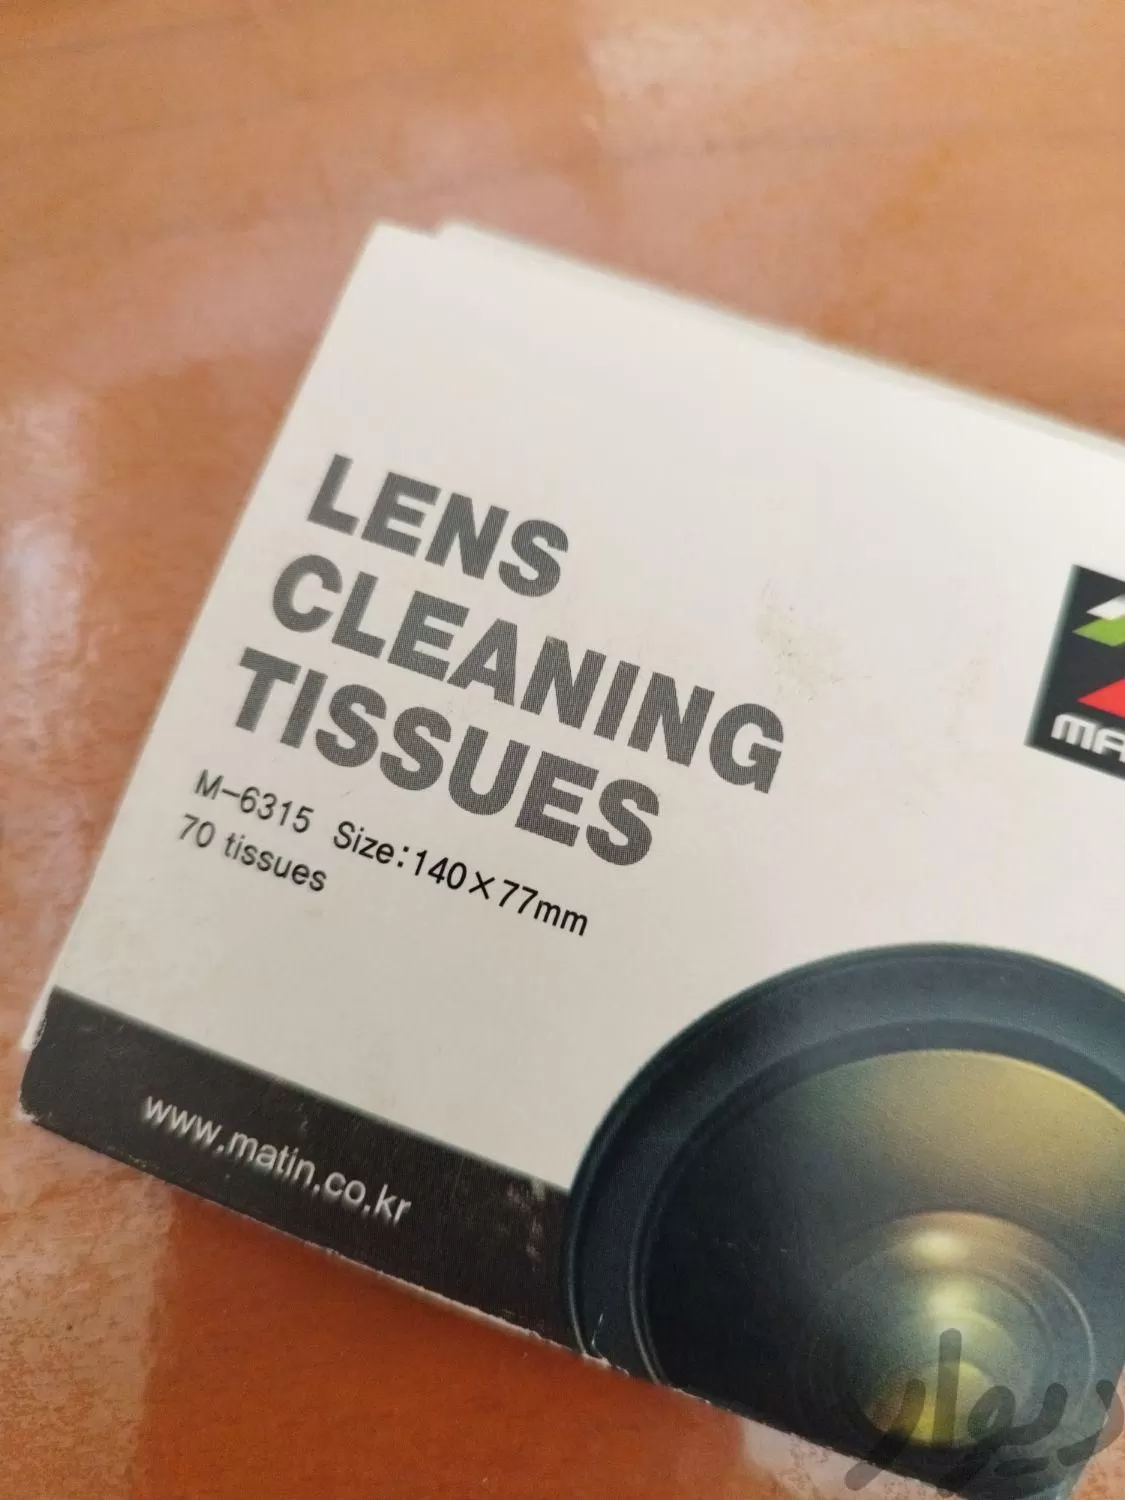 LENS
CLEANING
TISSUES
M-6315 Size:140×77mm
70 tissues
www.matin.co.kr
دیوار